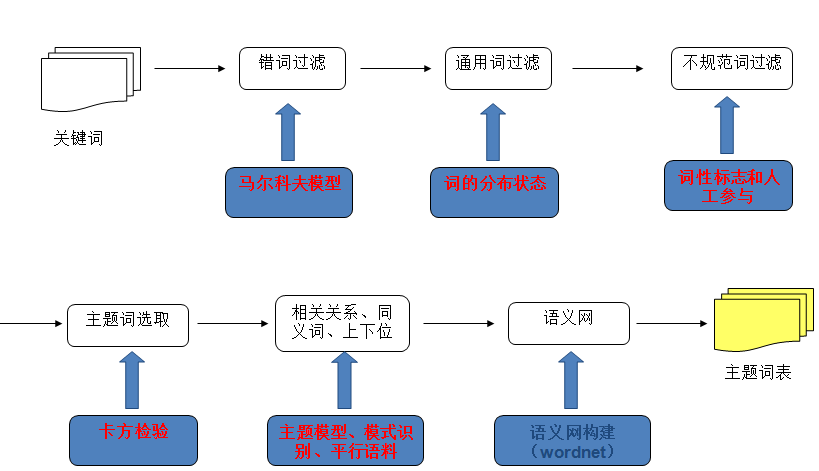 错词过滤
通用词过滤
不规范词过滤
关键词
马尔科夫模型
词的分布状态
词性标志和人
工参与
主题词选取
相关关系、同
义词、上下位
语义网
主题词表
卡方检验
主题模型、模式识
别、平行语料
语义网构建
（wordnet）